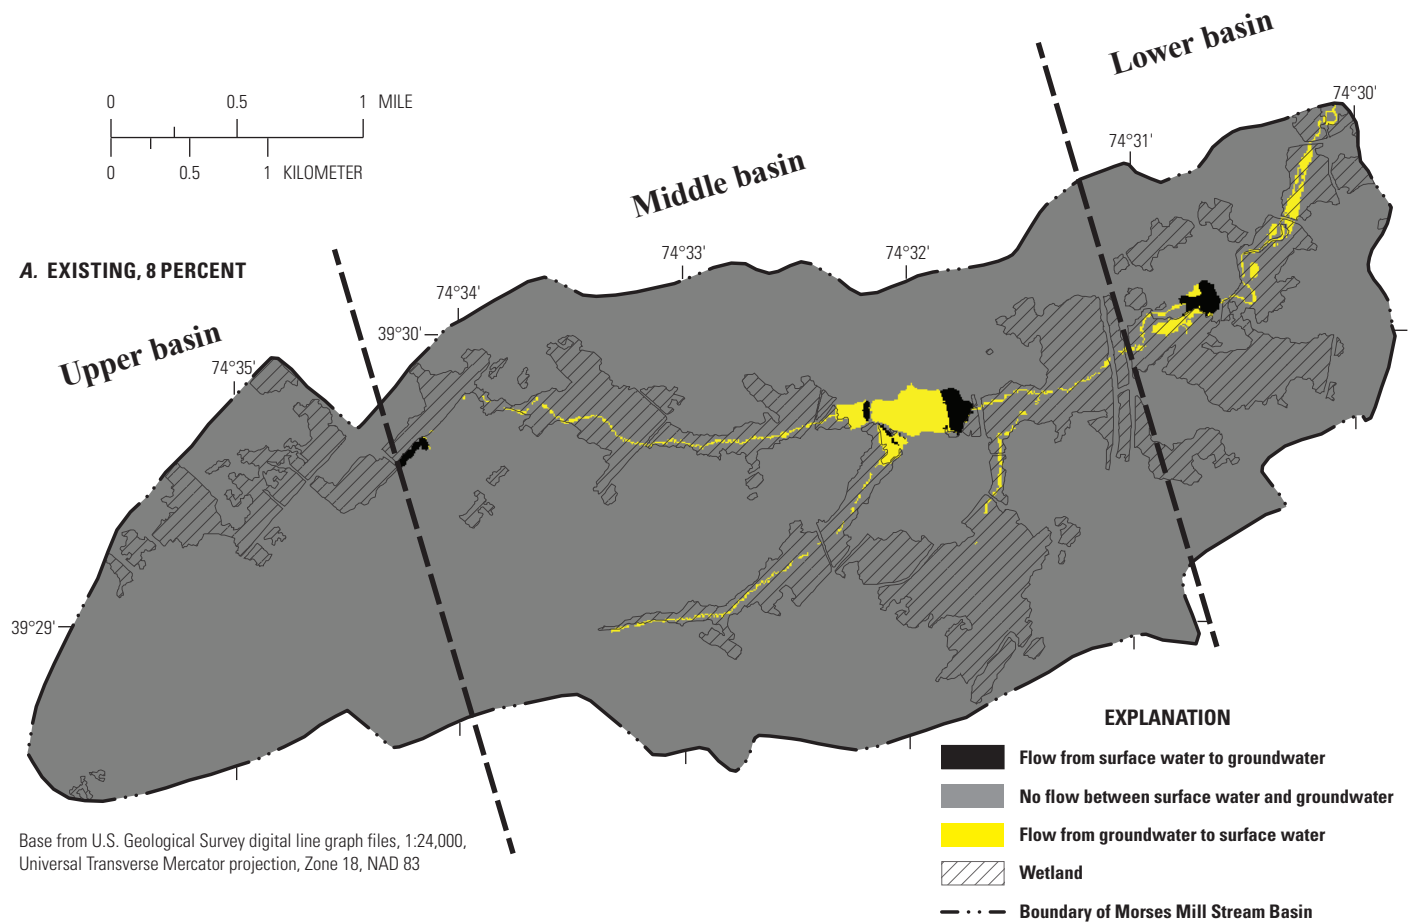 Lower basin
74°30'
0 0.5 1 MILE
0 0.5 1 KILOMETER
74°31'
Middle basin
74°33'
74°32'
A. EXISTING, 8 PERCENT
74°34'
39°30'
Upper basin
74°35'
39°29'
EXPLANATION
Flow from surface water to groundwater
No flow between surface water and groundwater
Flow from groundwater to surface water
Wetland
Boundary of Morses Mill Stream Basin
Base from U.S. Geological Survey digital line graph files, 1:24,000,
Universal Transverse Mercator projection, Zone 18, NAD 83